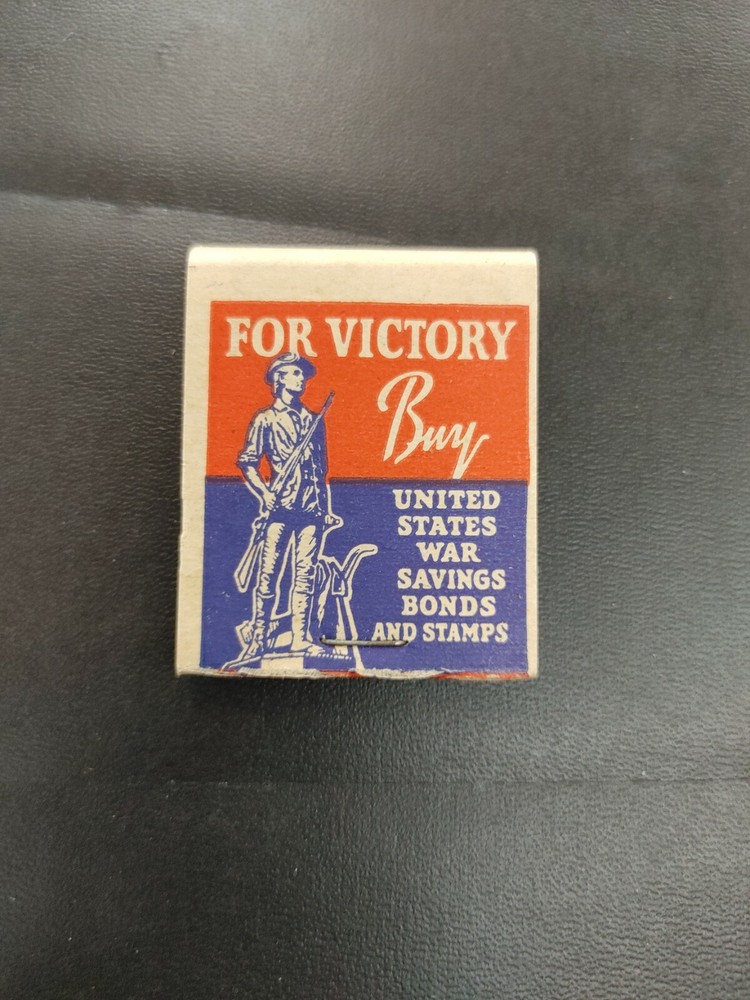 FOR VICTORY
Buy
UNITED
STATES
WAR
SAVINGS
BONDS
AND STAMPS